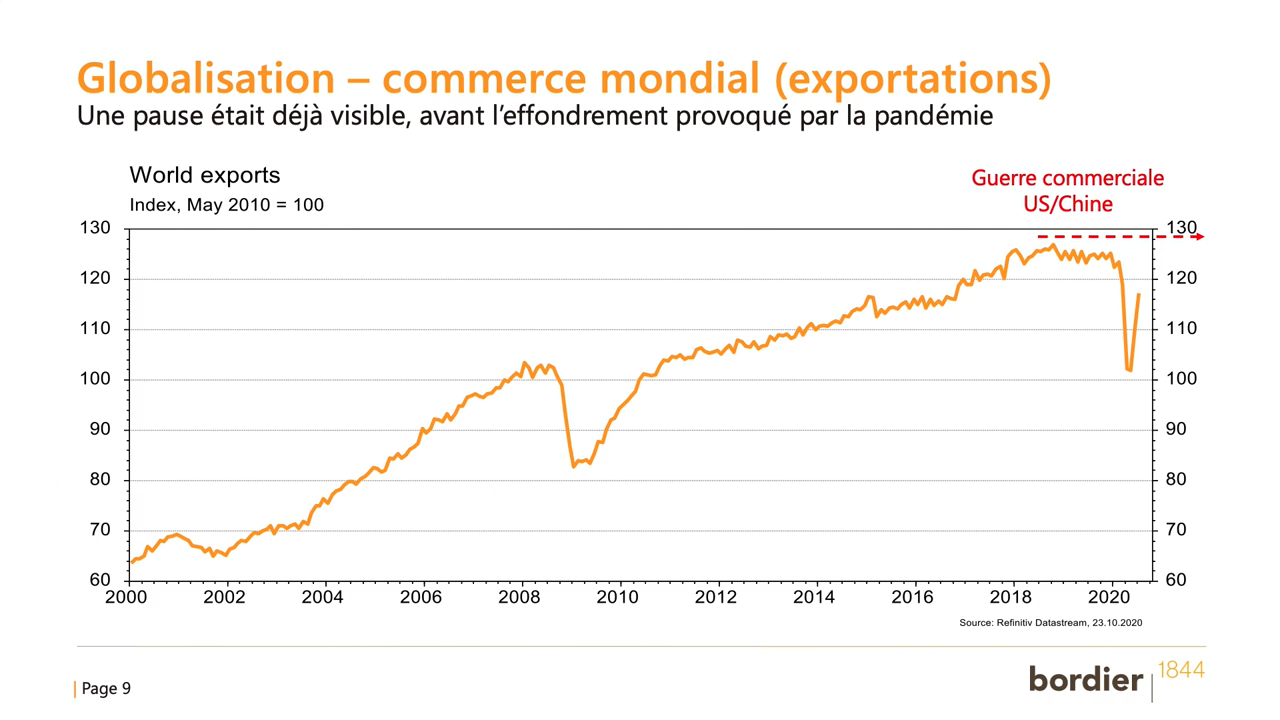 Globalisation – commerce mondial (exportations)
Une pause était déjà visible, avant l’effondrement provoqué par la pandémie
World exports
Index, May 2010 = 100
Guerre commerciale
US/Chine
130 130
120 120
110 110
100 100
90 90
80 80
70 70
60 60
2000 2002 2004 2006 2008 2010 2012 2014 2016 2018 2020
Source: Refinitiv Datastream, 23.10.2020
Page 9
bordier 1844